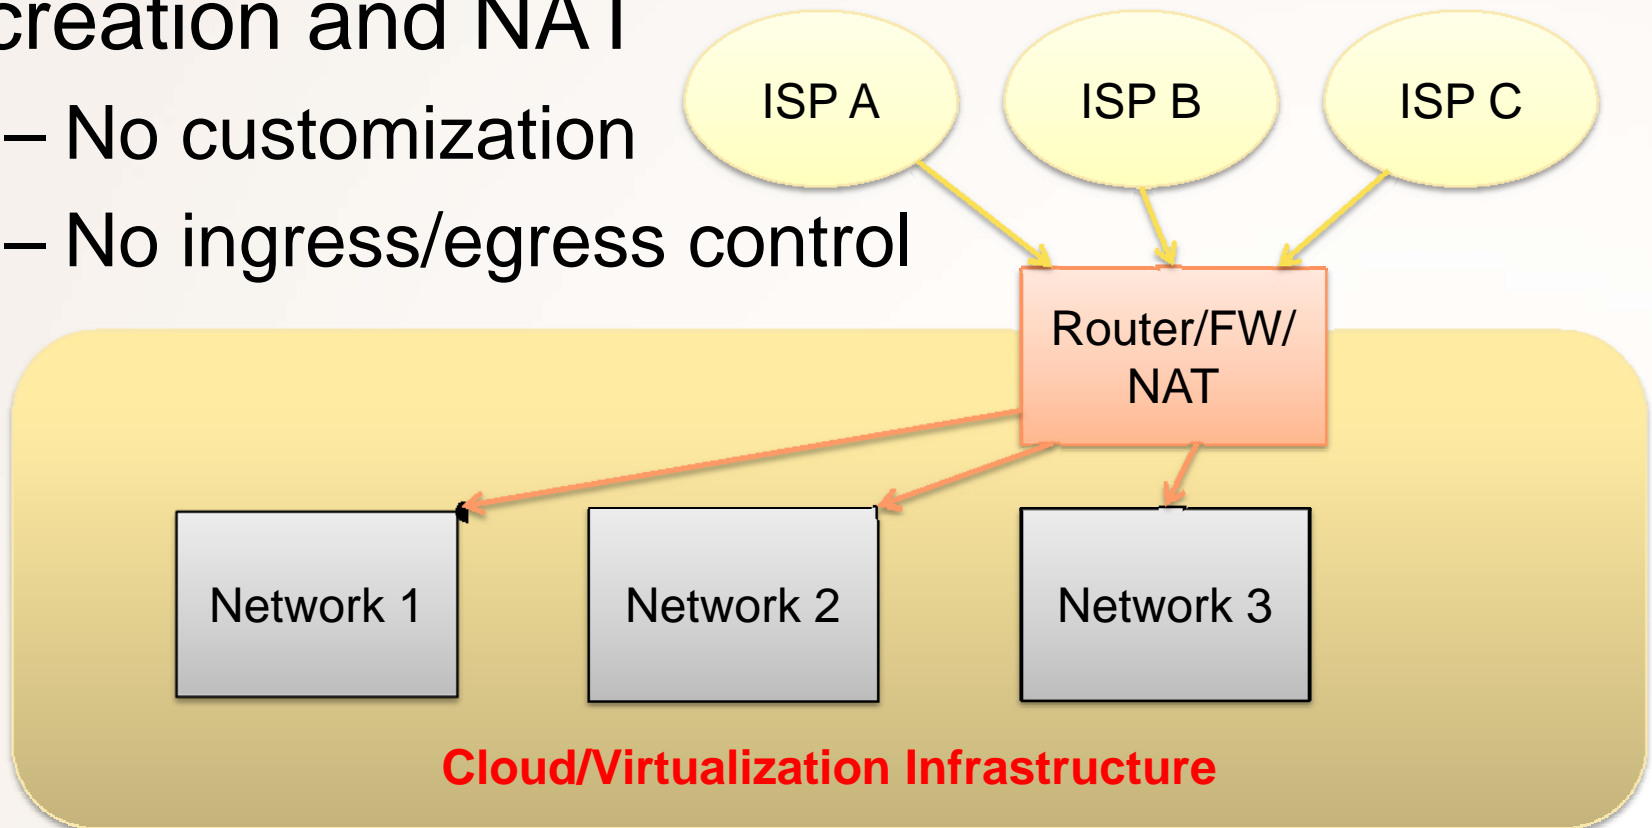 creation and NAT
– No customization
– No ingress/egress control
ISP A
ISP B
ISP C
Router/FW/
NAT
Network 1
Network 2
Network 3
Cloud/Virtualization Infrastructure